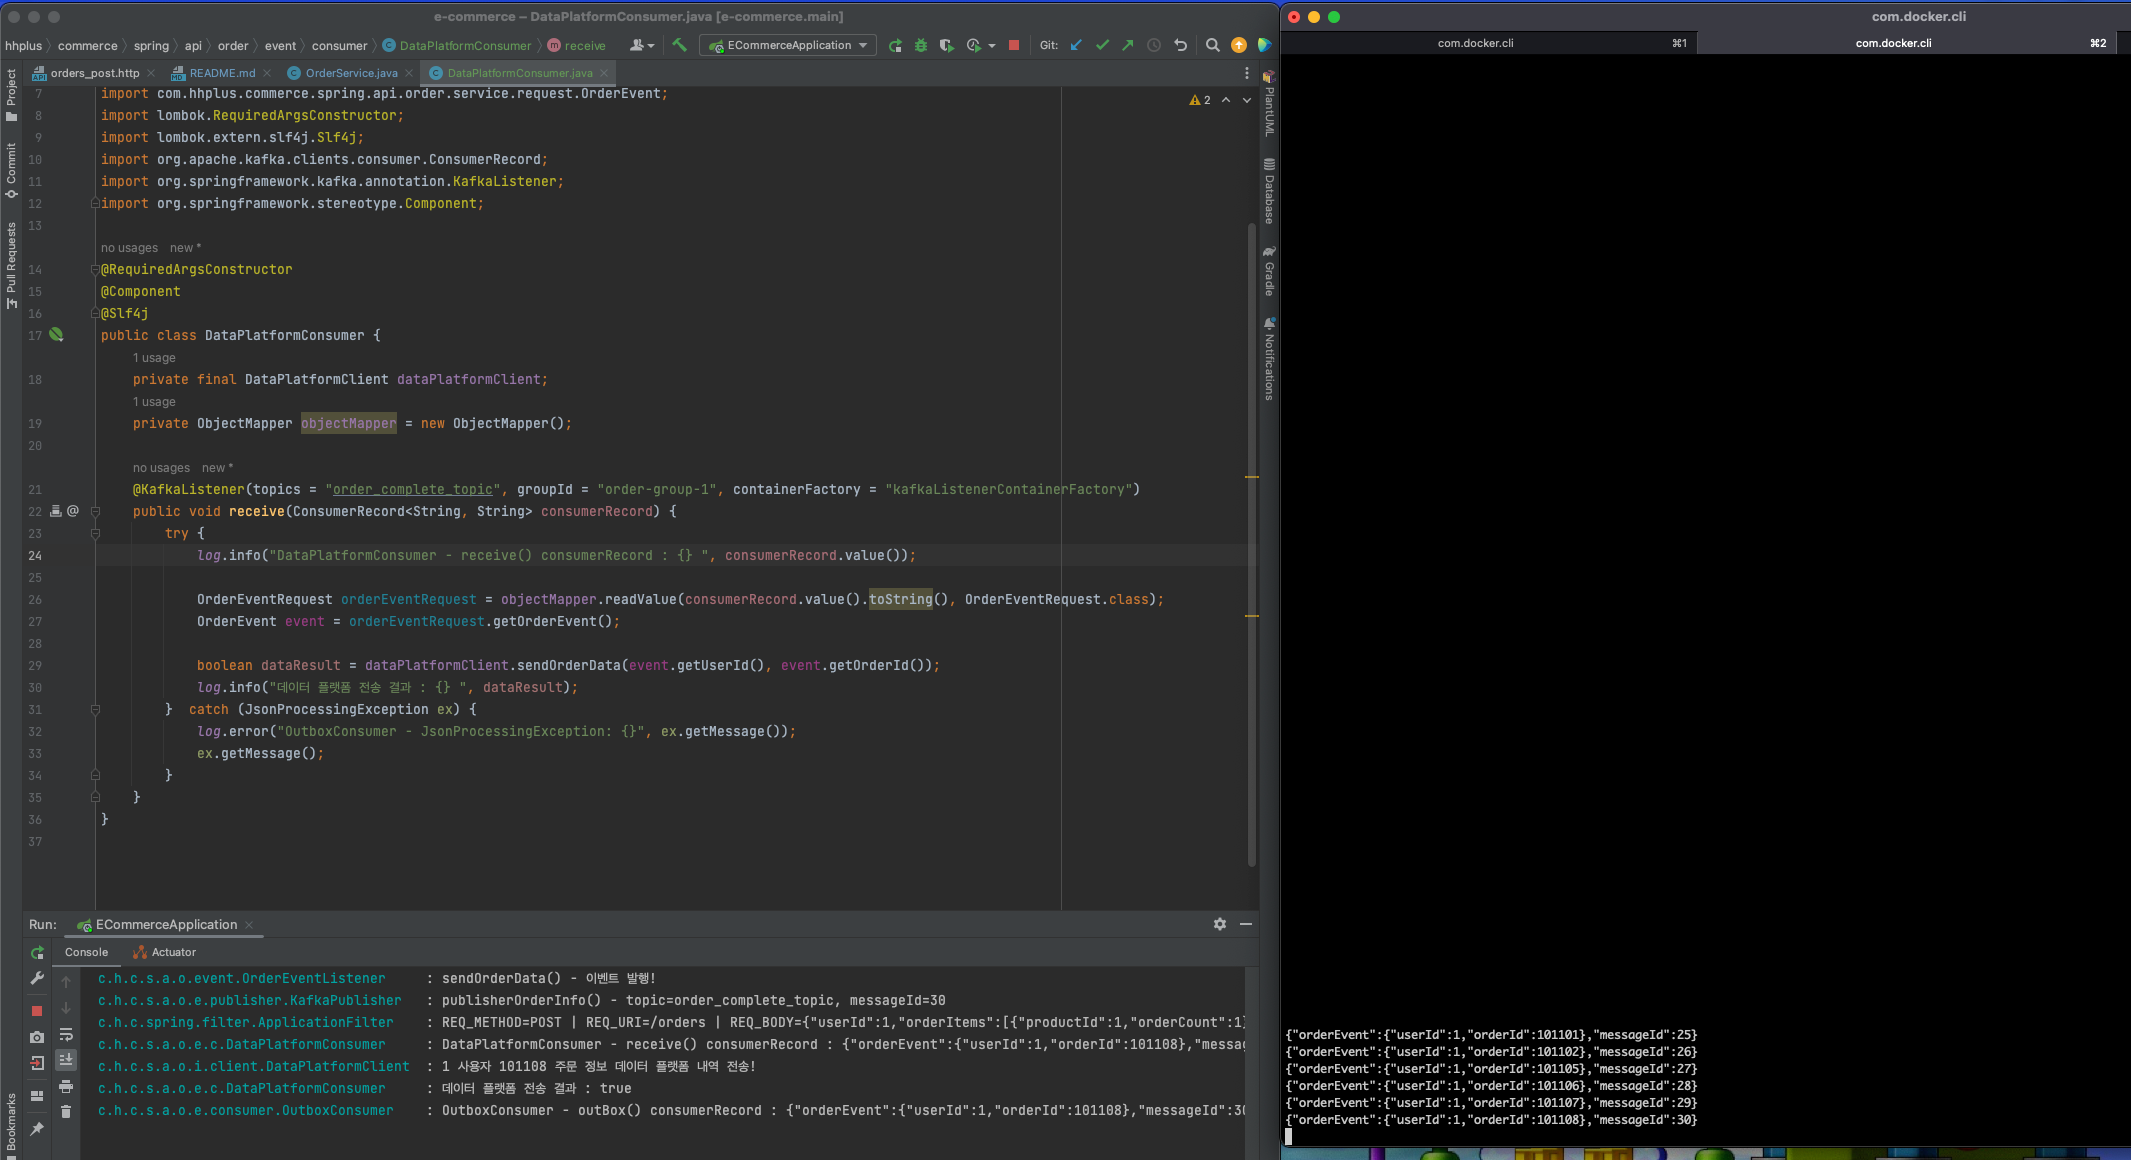 e-commerce – DataPlatformConsumer.java [e-commerce.main]
hhplus commerce spring api order event consumer DataPlatformConsumer receive ECommerceApplication Git:
orders_post.http README.md OrderService.java DataPlatformConsumer.java
Project
Commit
Pull Requests
Bookmarks
2
7 import com.hhplus.commerce.spring.api.order.service.request.OrderEvent;
8 import lombok.RequiredArgsConstructor;
9 import lombok.extern.slf4j.Slf4j;
10 import org.apache.kafka.clients.consumer.ConsumerRecord;
11 import org.springframework.kafka.annotation.KafkaListener;
12 import org.springframework.stereotype.Component;
13
no usages new *
14 @RequiredArgsConstructor
15 @Component
16 @Slf4j
17 public class DataPlatformConsumer {
1 usage
18 private final DataPlatformClient dataPlatformClient;
1 usage
19 private ObjectMapper objectMapper = new ObjectMapper();
20
no usages new *
21 @KafkaListener(topics = "order_complete_topic", groupId = "order-group-1", containerFactory = "kafkaListenerContainerFactory")
22 @ public void receive(ConsumerRecord<String, String> consumerRecord) {
23 try {
24 log.info("DataPlatformConsumer - receive() consumerRecord : {} ", consumerRecord.value());
25
26 OrderEventRequest orderEventRequest = objectMapper.readValue(consumerRecord.value().toString(), OrderEventRequest.class);
27 OrderEvent event = orderEventRequest.getOrderEvent();
28
29 boolean dataResult = dataPlatformClient.sendOrderData(event.getUserId(), event.getOrderId());
30 log.info("데이터 플랫폼 전송 결과 : {} ", dataResult);
31 } catch (JsonProcessingException ex) {
32 log.error("OutboxConsumer - JsonProcessingException: {}", ex.getMessage());
33 ex.getMessage();
34 }
35 }
36 }
37
PlantUML
Database
Gradle
Notifications
Run: ECommerceApplication
Console Actuator
c.h.c.s.a.o.event.OrderEventListener : sendOrderData() - 이벤트 발행!
c.h.c.s.a.o.e.publisher.KafkaPublisher : publisherOrderInfo() - topic=order_complete_topic, messageId=30
c.h.c.spring.filter.ApplicationFilter : REQ_METHOD=POST | REQ_URI=/orders | REQ_BODY={"userId":1,"orderItems":[{"productId":1,"orderCount":1}
c.h.c.s.a.o.e.c.DataPlatformConsumer : DataPlatformConsumer - receive() consumerRecord : {"orderEvent":{"userId":1,"orderId":101108},"messag
c.h.c.s.a.o.i.client.DataPlatformClient : 1 사용자 101108 주문 정보 데이터 플랫폼 내역 전송!
c.h.c.s.a.o.e.c.DataPlatformConsumer : 데이터 플랫폼 전송 결과 : true
c.h.c.s.a.o.e.consumer.OutboxConsumer : OutboxConsumer - outBox() consumerRecord : {"orderEvent":{"userId":1,"orderId":101108},"messageId":30
com.docker.cli
com.docker.cli ⌘1 com.docker.cli ⌘2
{"orderEvent":{"userId":1,"orderId":101101},"messageId":25}
{"orderEvent":{"userId":1,"orderId":101102},"messageId":26}
{"orderEvent":{"userId":1,"orderId":101105},"messageId":27}
{"orderEvent":{"userId":1,"orderId":101106},"messageId":28}
{"orderEvent":{"userId":1,"orderId":101107},"messageId":29}
{"orderEvent":{"userId":1,"orderId":101108},"messageId":30}